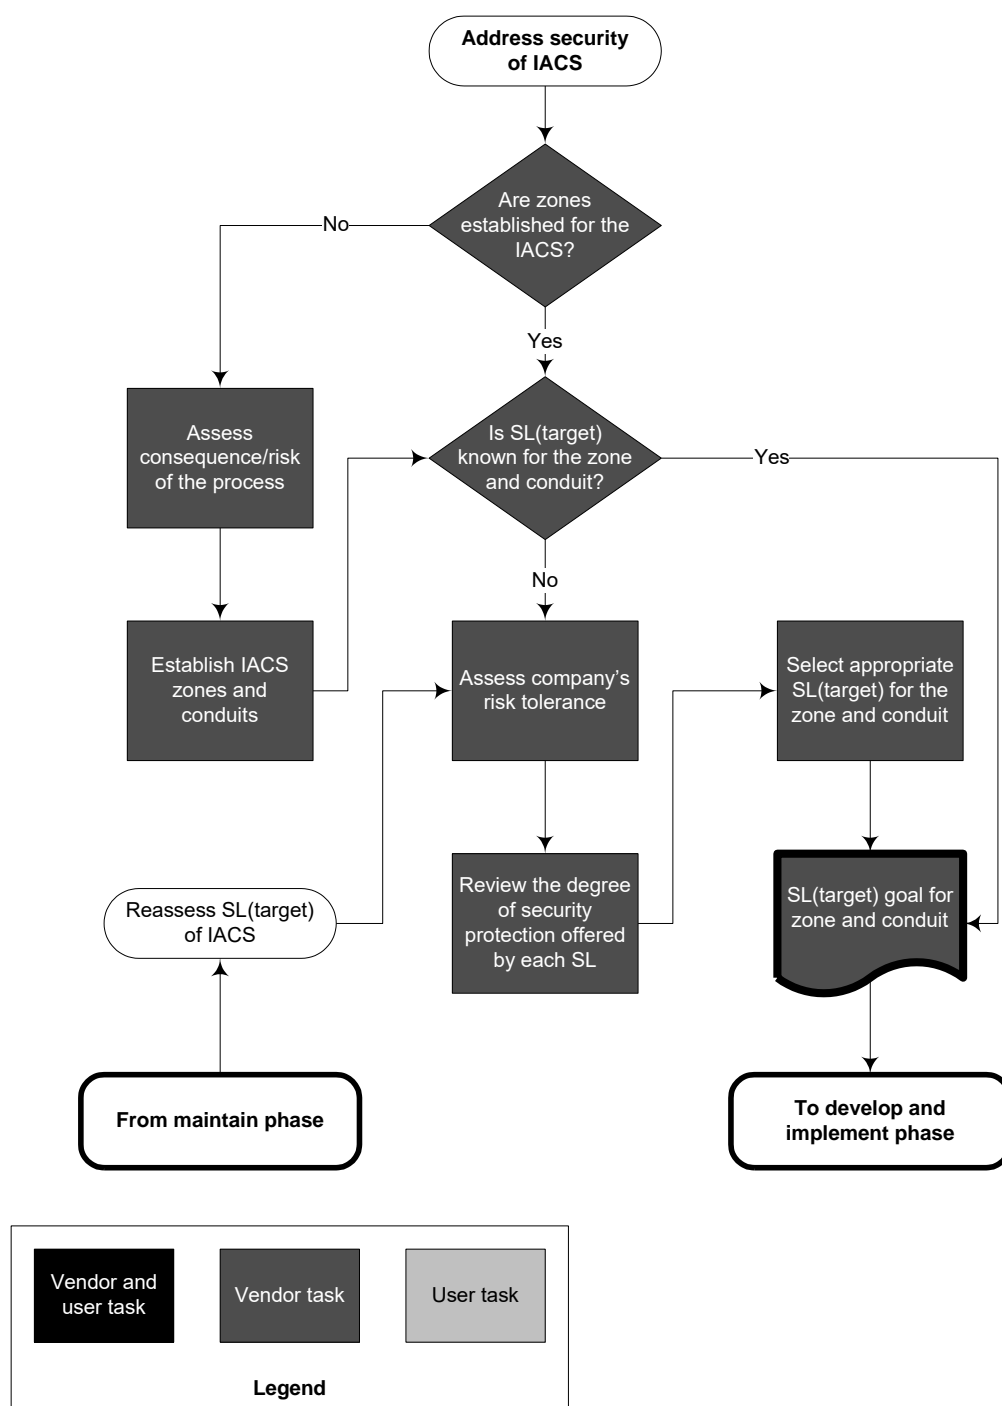 Address security
of IACS
Are zones
established for the
IACS?
No
Yes
Assess
consequence/risk
of the process
Is SL(target)
known for the zone
and conduit?
Yes
No
Establish IACS
zones and
conduits
Assess company's
risk tolerance
Select appropriate
SL(target) for the
zone and conduit
Reassess SL(target)
of IACS
Review the degree
of security
protection offered
by each SL
SL(target) goal for
zone and conduit
From maintain phase
To develop and
implement phase
Vendor and
user task
Vendor task
User task
Legend